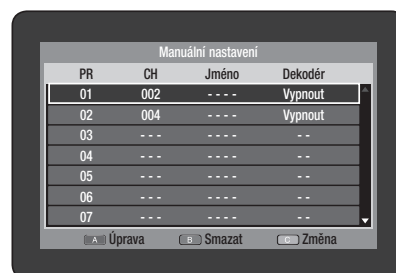 Manuální nastavení
PR CH Jméno Dekodér
01 002 - - - - Vypnout
02 004 - - - - Vypnout
03 - - - - - - - - -
04 - - - - - - - - -
05 - - - - - - - - -
06 - - - - - - - - -
07 - - - - - - - - -
A Úprava B Smazat C Změna